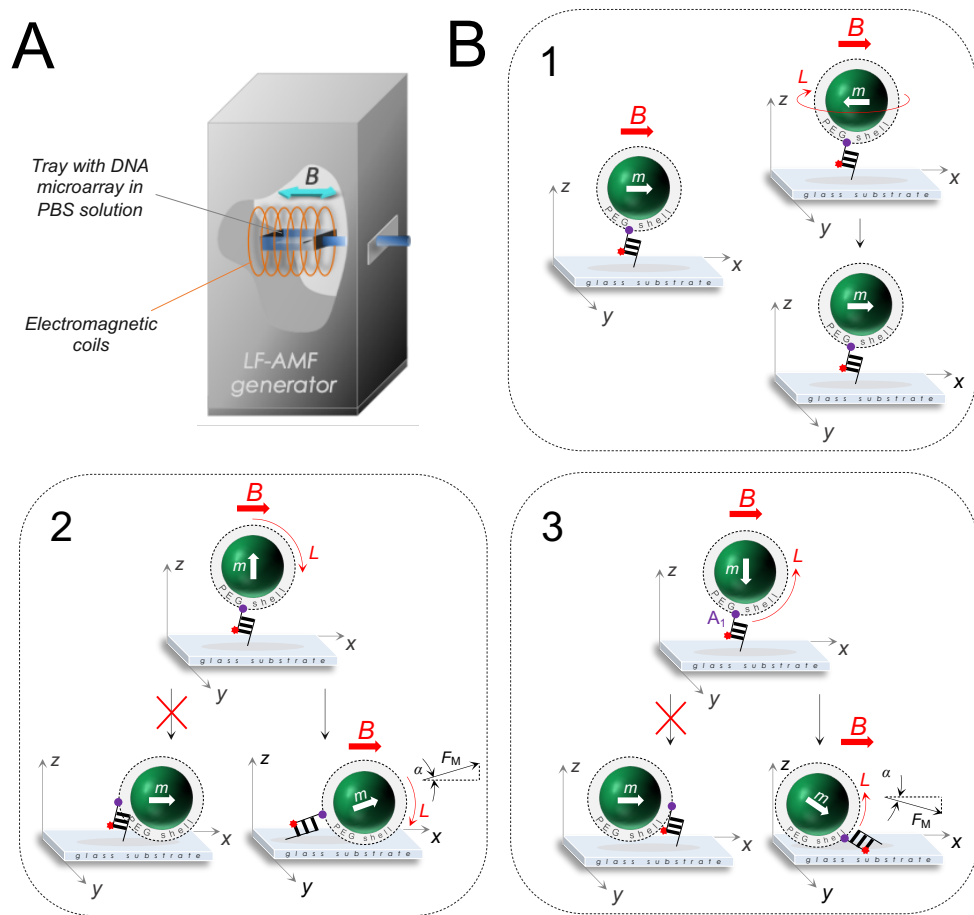 A
Tray with DNA
microarray in
PBS solution
B
Electromagnetic
coils
LF-AMF
generator
B
1
B
m
PEG shell
z
x
y
glass substrate
B
L
m
PEG shell
z
x
y
glass substrate
m
PEG shell
z
x
y
glass substrate
2
B
L
m
PEG shell
z
x
y
glass substrate
z
m
PEG shell
x
y
glass substrate
B
z
m
PEG shell
α
FM
L
x
y
glass substrate
3
B
L
m
PEG shell
A1
z
x
y
glass substrate
z
m
PEG shell
x
y
glass substrate
B
z
m
PEG shell
L
α
FM
x
y
glass substrate